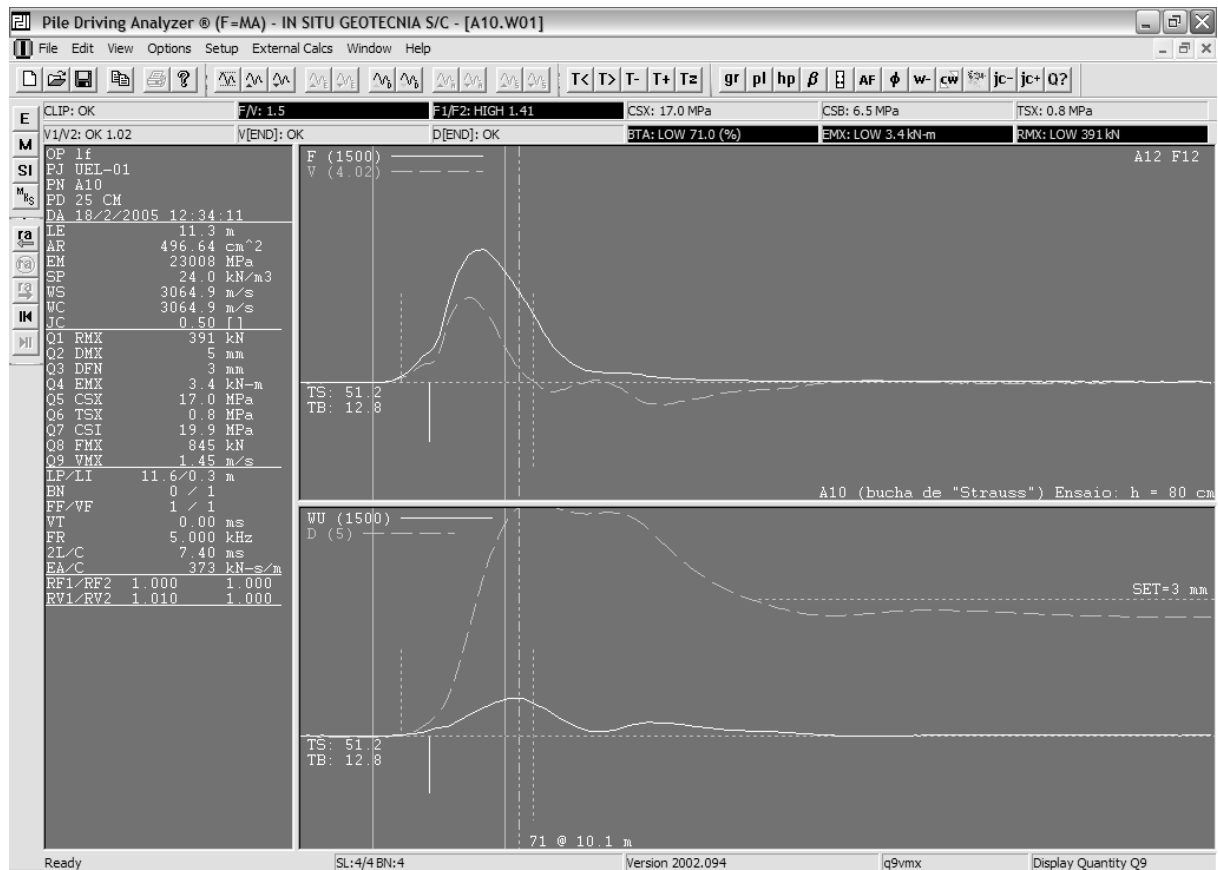 Pile Driving Analyzer ® (F=MA) - IN SITU GEOTECNIA S/C - [A10.W01]
File Edit View Options Setup External Calcs Window Help
T< T> T- T+ Tz gr pl hp β AF ϕ w- cw jc- jc+ Q?
E
M
SI
ra
CLIP: OK F/V: 1.5 F1/F2: HIGH 1.41 CSX: 17.0 MPa CSB: 6.5 MPa TSX: 0.8 MPa
V1/V2: OK 1.02 V[END]: OK D[END]: OK BTA: LOW 71.0 (%) EMX: LOW 3.4 kN-m RMX: LOW 391 kN
OP lf
PJ UEL-01
PN A10
PD 25 CM
DA 18/2/2005 12:34:11
LE 11.3 m
AR 496.64 cm^2
EM 23008 MPa
SP 24.0 kN/m3
WS 3064.9 m/s
WC 3064.9 m/s
JC 0.50 []
Q1 RMX 391 kN
Q2 DMX 5 mm
Q3 DFN 3 mm
Q4 EMX 3.4 kN-m
Q5 CSX 17.0 MPa
Q6 TSX 0.8 MPa
Q7 CSI 19.9 MPa
Q8 FMX 845 kN
Q9 VMX 1.45 m/s
LP/LI 11.6/0.3 m
BN 0 / 1
FF/VF 1 / 1
VT 0.00 ms
FR 5.000 kHz
2L/C 7.40 ms
EA/C 373 kN-s/m
RF1/RF2 1.000 1.000
RV1/RV2 1.010 1.000
F (1500)
V (4.02)
A12 F12
TS: 51.2
TB: 12.8
A10 (bucha de "Strauss") Ensaio: h = 80 cm
WU (1500)
D (5)
SET=3 mm
TS: 51.2
TB: 12.8
71 @ 10.1 m
Ready SL:4/4 BN:4 Version 2002.094 q9vmx Display Quantity Q9